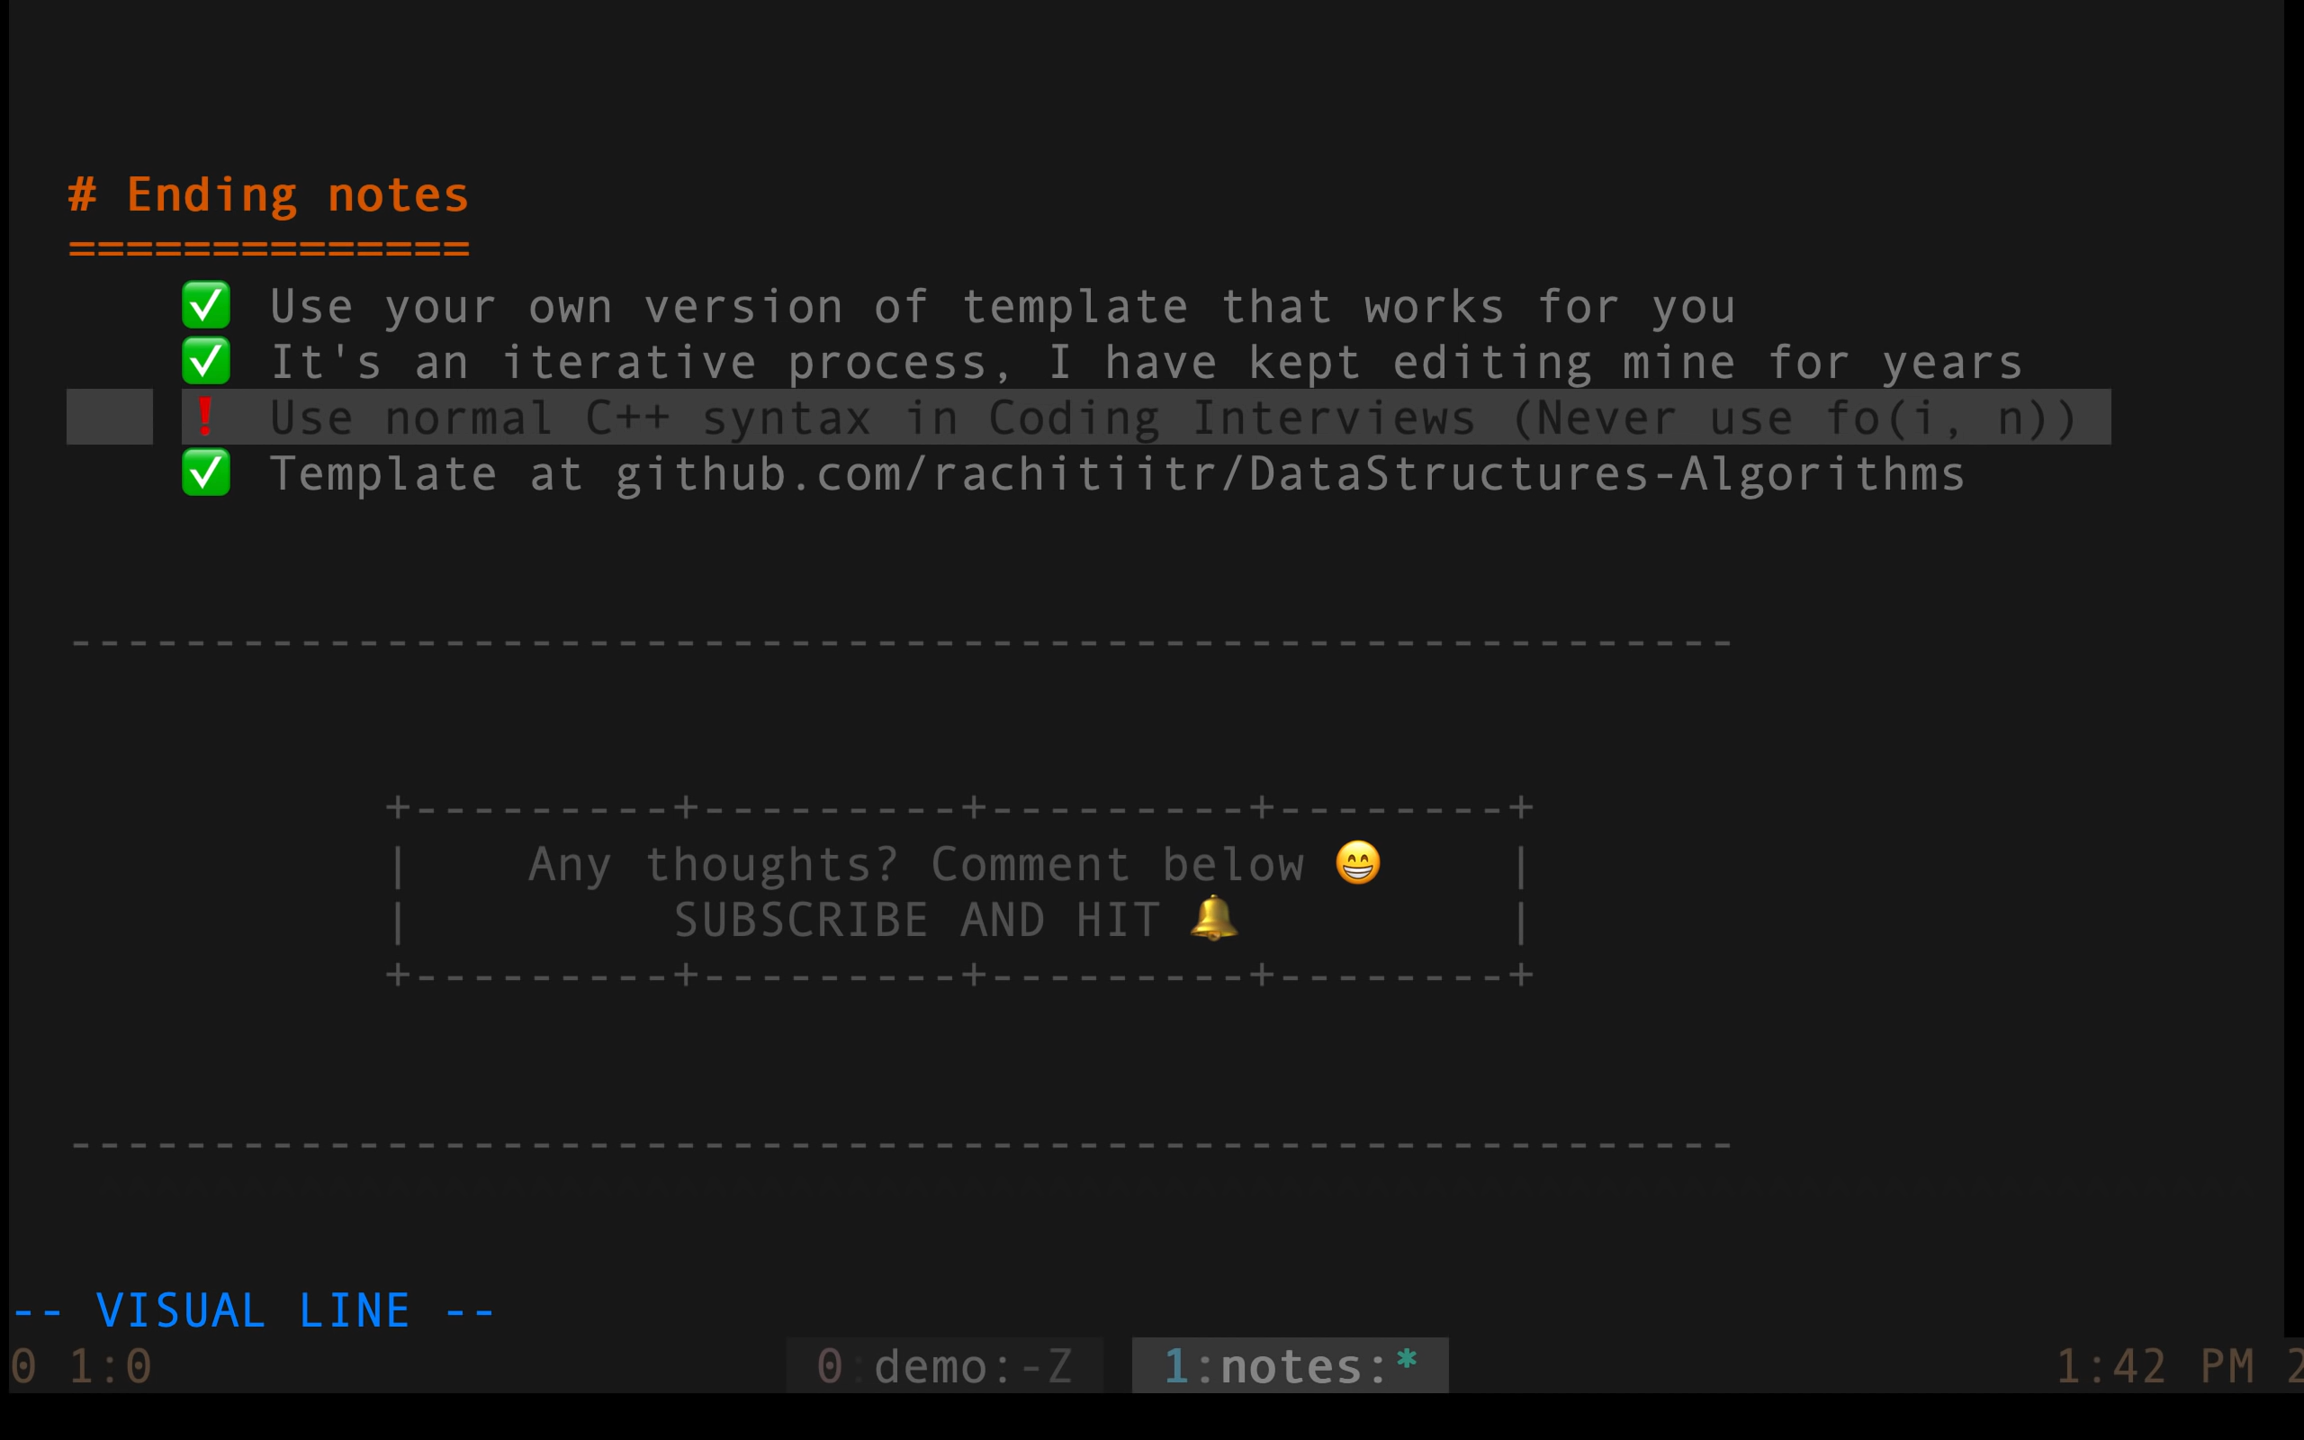 # Ending notes
==============
✅ Use your own version of template that works for you
✅ It's an iterative process, I have kept editing mine for years
❗ Use normal C++ syntax in Coding Interviews (Never use fo(i, n))
✅ Template at github.com/rachitiitr/DataStructures-Algorithms
----------------------------------------------------------
+---------+---------+---------+--------+
| Any thoughts? Comment below 😁 |
| SUBSCRIBE AND HIT 🔔 |
+---------+---------+---------+--------+
----------------------------------------------------------
-- VISUAL LINE --
0 1:0 0:demo:-Z 1:notes:* 1:42 PM 2